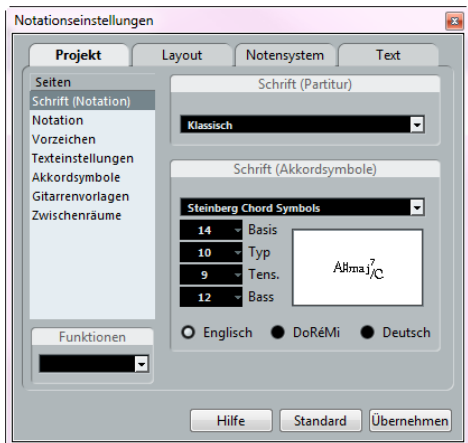 Notationseinstellungen
Projekt Layout Notensystem Text
Seiten
Schrift (Notation)
Notation
Vorzeichen
Texteinstellungen
Akkordsymbole
Gitarrenvorlagen
Zwischenräume
Funktionen
Schrift (Partitur)
Klassisch
Schrift (Akkordsymbole)
Steinberg Chord Symbols
14 Basis
10 Typ
9 Tens.
12 Bass
A#maj7/C
Englisch DoRéMi Deutsch
Hilfe Standard Übernehmen